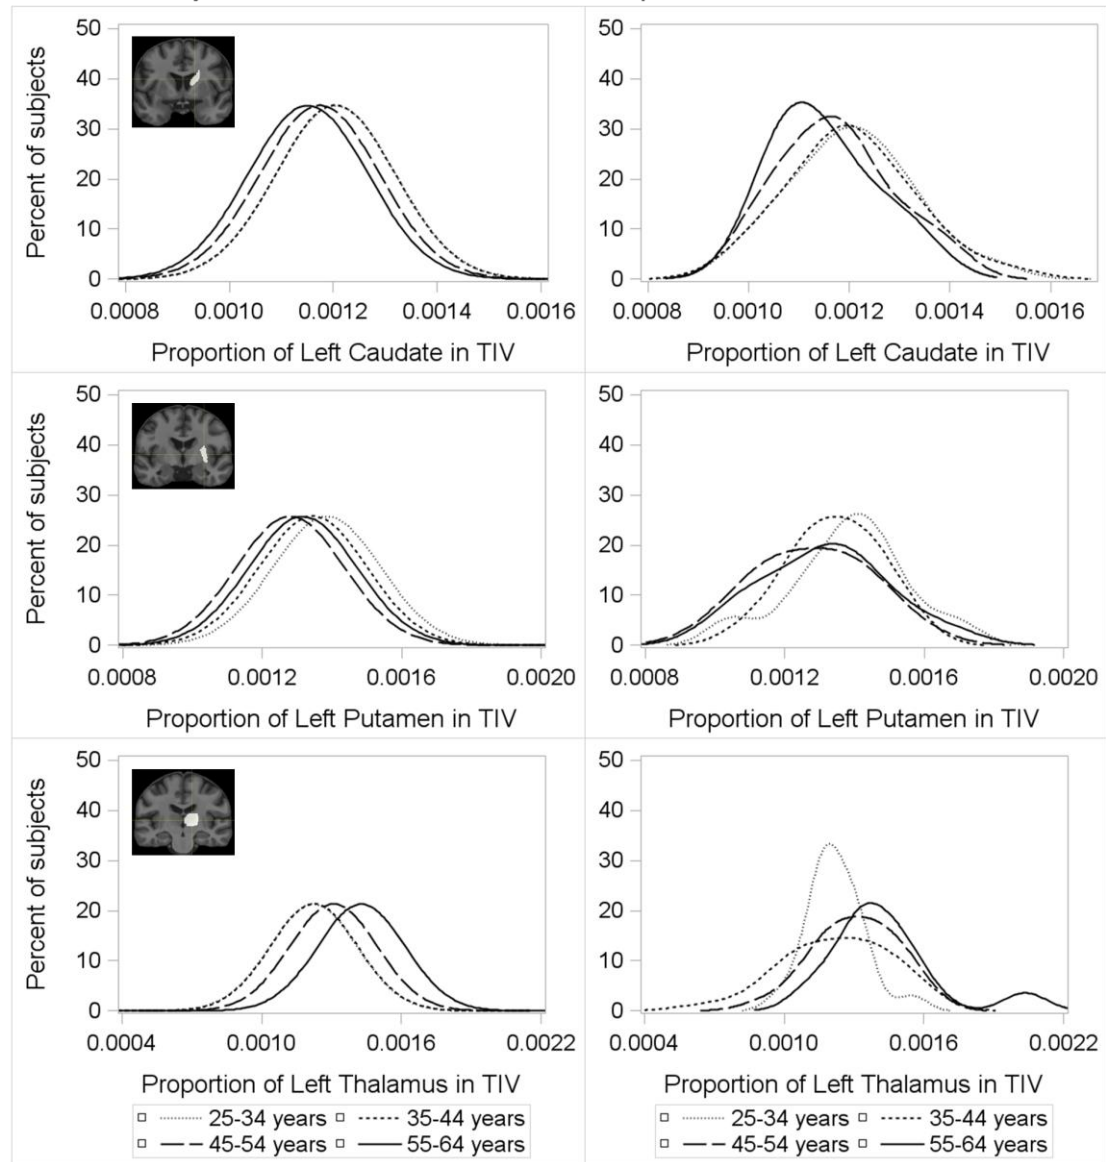 50
40
30
20
10
0
Percent of subjects
0.0008 0.0010 0.0012 0.0014 0.0016
Proportion of Left Caudate in TIV
50
40
30
20
10
0
0.0008 0.0010 0.0012 0.0014 0.0016
Proportion of Left Caudate in TIV
50
40
30
20
10
0
Percent of subjects
0.0008 0.0012 0.0016 0.0020
Proportion of Left Putamen in TIV
50
40
30
20
10
0
0.0008 0.0012 0.0016 0.0020
Proportion of Left Putamen in TIV
50
40
30
20
10
0
Percent of subjects
0.0004 0.0010 0.0016 0.0022
Proportion of Left Thalamus in TIV
50
40
30
20
10
0
0.0004 0.0010 0.0016 0.0022
Proportion of Left Thalamus in TIV
25-34 years 35-44 years
45-54 years 55-64 years
25-34 years 35-44 years
45-54 years 55-64 years